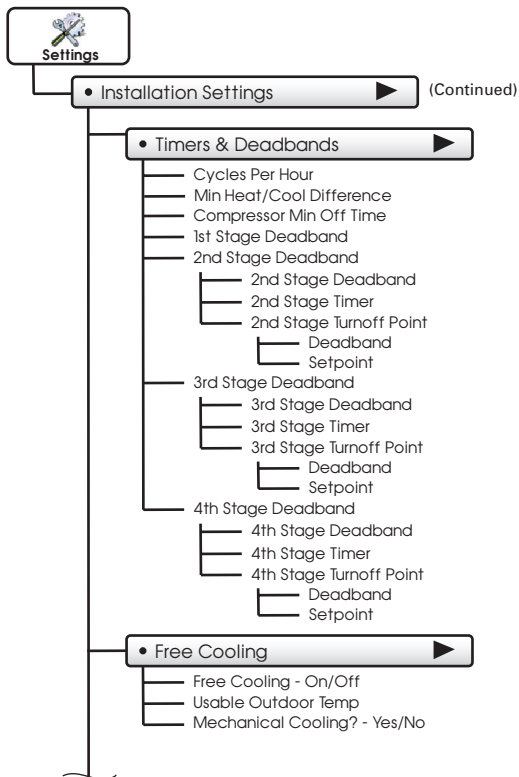 Settings
• Installation Settings (Continued)
• Timers & Deadbands
Cycles Per Hour
Min Heat/Cool Difference
Compressor Min Off Time
1st Stage Deadband
2nd Stage Deadband
2nd Stage Deadband
2nd Stage Timer
2nd Stage Turnoff Point
Deadband
Setpoint
3rd Stage Deadband
3rd Stage Deadband
3rd Stage Timer
3rd Stage Turnoff Point
Deadband
Setpoint
4th Stage Deadband
4th Stage Deadband
4th Stage Timer
4th Stage Turnoff Point
Deadband
Setpoint
• Free Cooling
Free Cooling - On/Off
Usable Outdoor Temp
Mechanical Cooling? - Yes/No